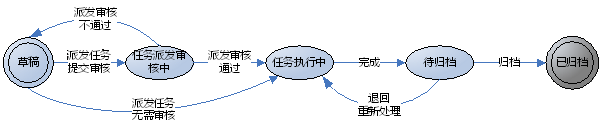 派发审核
不通过
草稿
派发任务
提交审核
任务派发审
核中
派发审核
通过
任务执行中
完成
待归档
归档
已归档
派发任务
无需审核
退回
重新处理